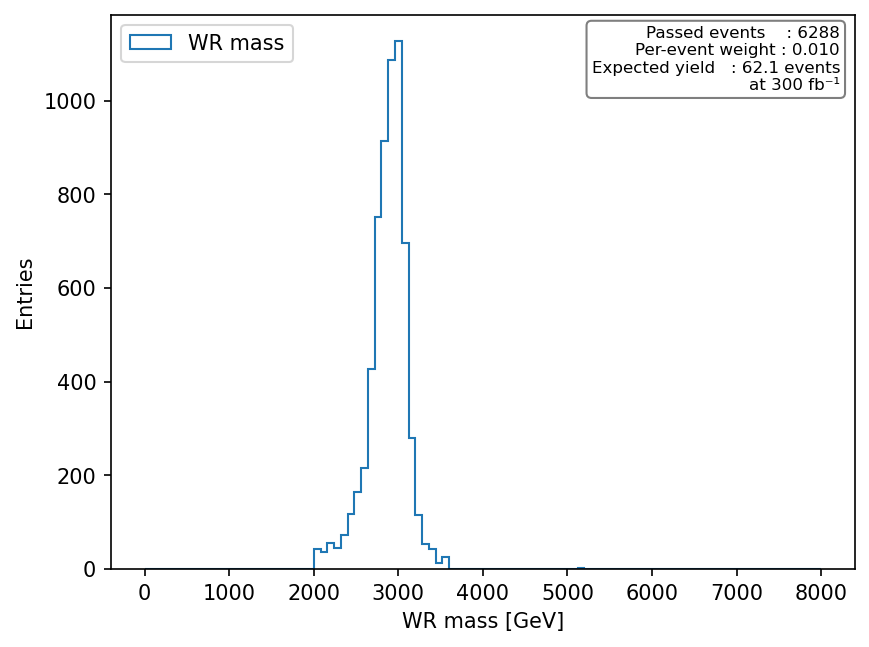 WR mass
Passed events    : 6288
Per-event weight : 0.010
Expected yield   : 62.1 events
at 300 fb⁻¹
1000
800
600
400
200
0
Entries
0 1000 2000 3000 4000 5000 6000 7000 8000
WR mass [GeV]